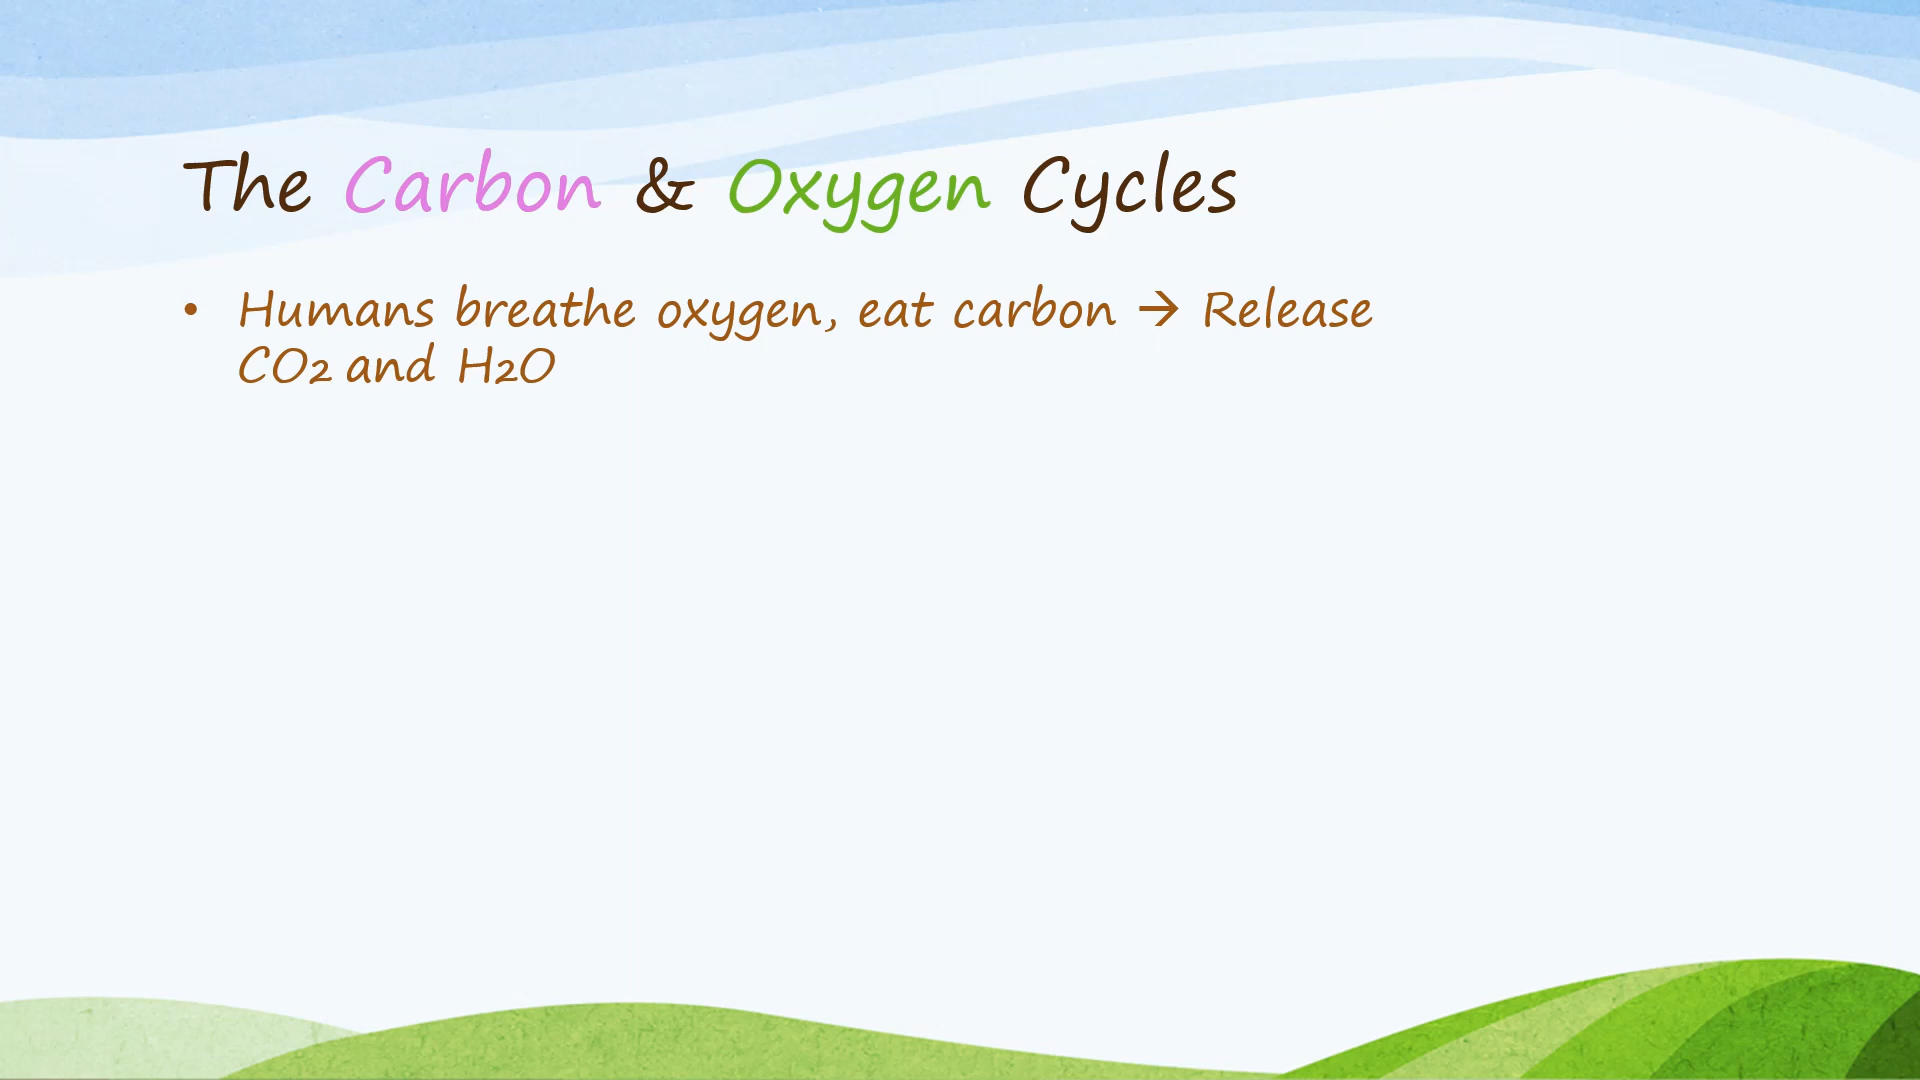 The Carbon & Oxygen Cycles
• Humans breathe oxygen, eat carbon → Release
CO2 and H2O